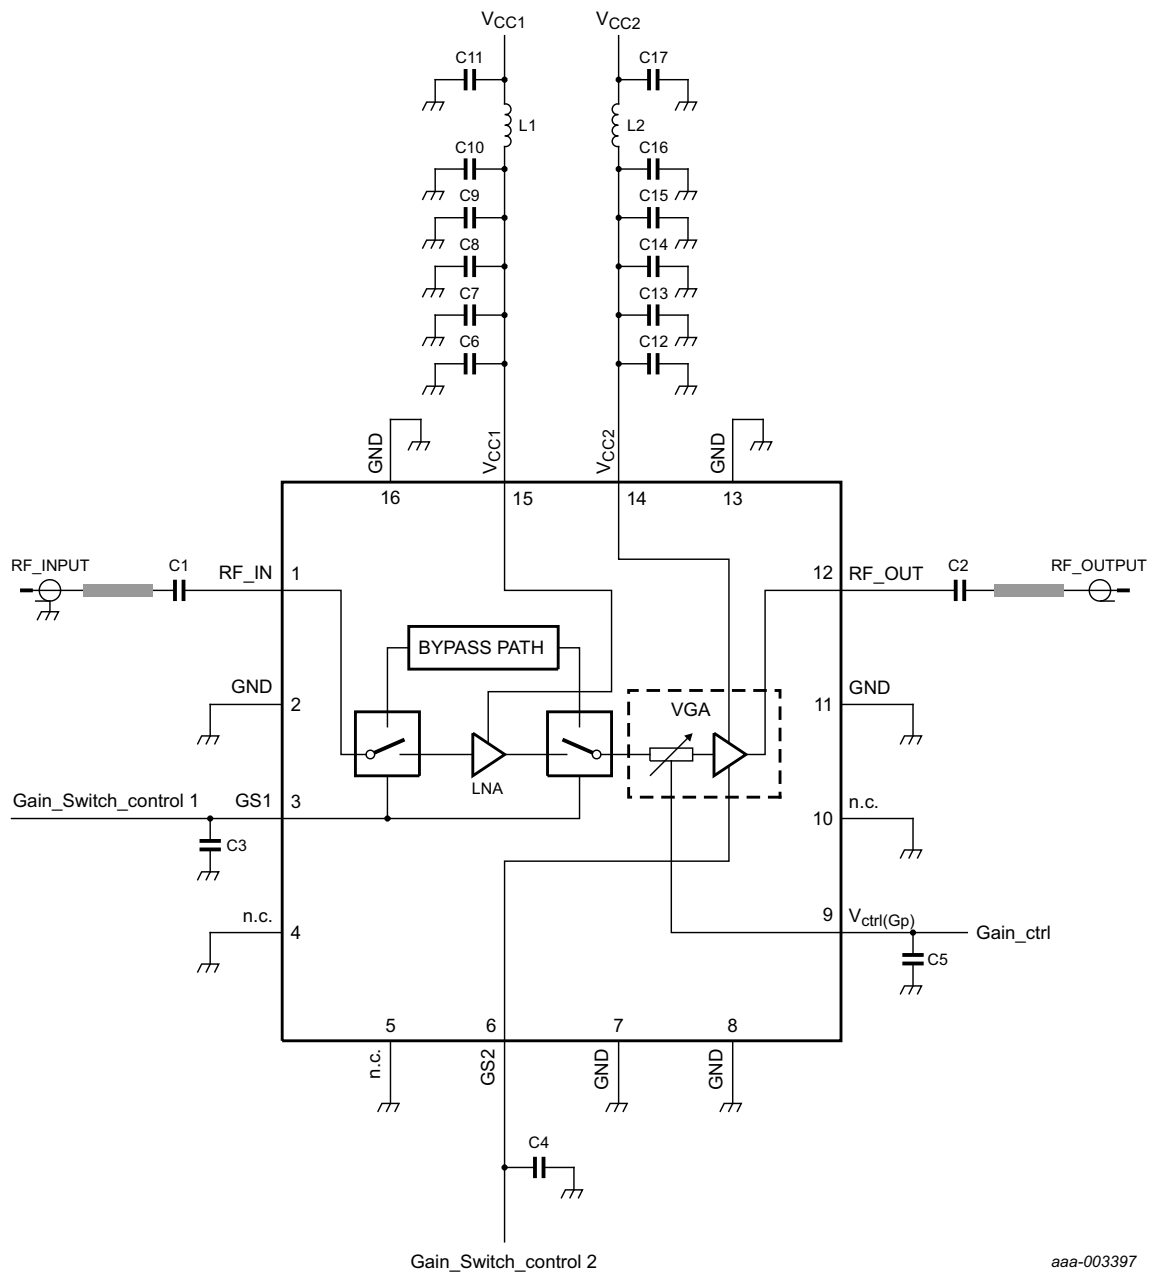 VCC1
VCC2
C11
C17
L1
L2
C10
C16
C9
C15
C8
C14
C7
C13
C6
C12
GND
VCC1
VCC2
GND
16
15
14
13
RF_INPUT
C1
RF_IN
1
12
RF_OUT
C2
RF_OUTPUT
BYPASS PATH
GND
2
VGA
11
GND
LNA
Gain_Switch_control 1
GS1
3
C3
10
n.c.
n.c.
4
9
Vctrl(Gp)
Gain_ctrl
C5
5
6
7
8
n.c.
GS2
GND
GND
C4
Gain_Switch_control 2
aaa-003397